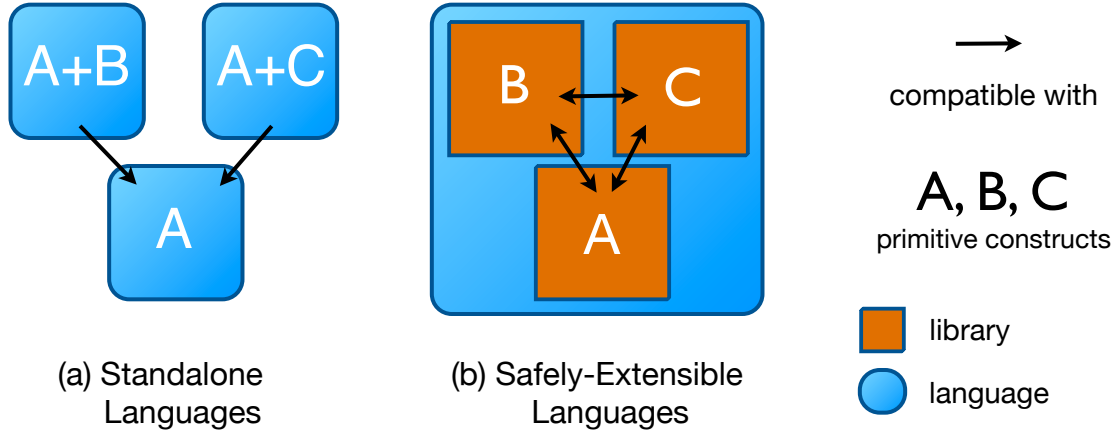 A+B
A+C
A
(a) Standalone
Languages
B
C
A
(b) Safely-Extensible
Languages
compatible with
A, B, C
primitive constructs
library
language